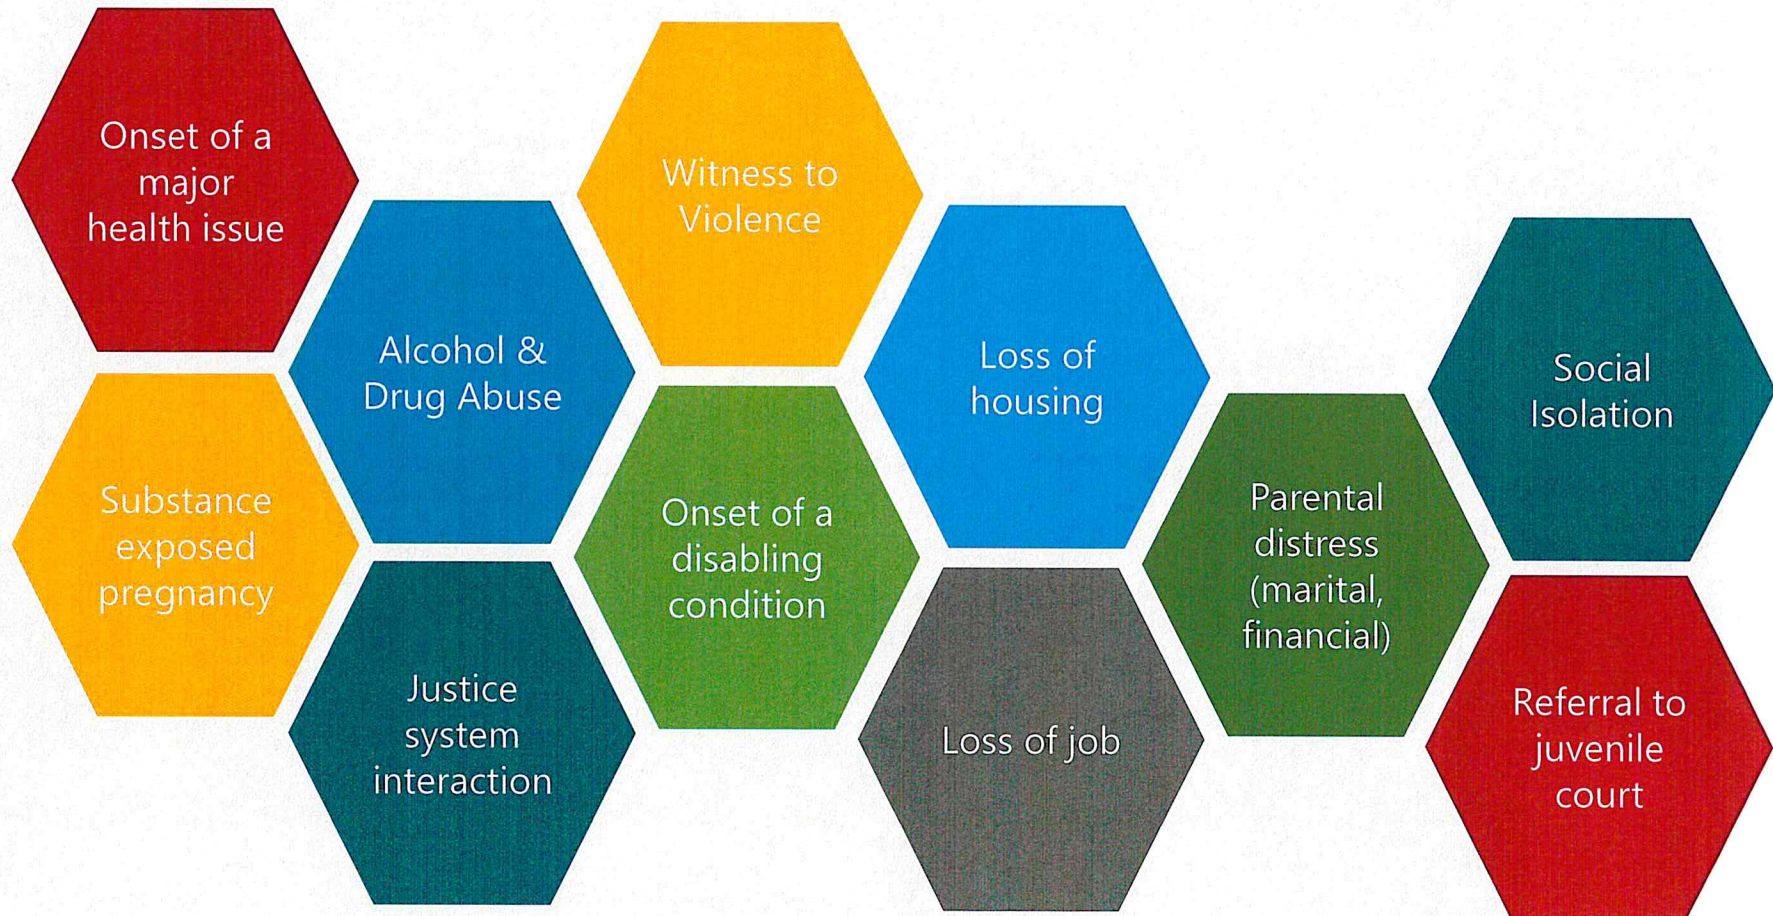 Onset of a
major
health issue
Substance
exposed
pregnancy
Alcohol &
Drug Abuse
Justice
system
interaction
Witness to
Violence
Onset of a
disabling
condition
Loss of
housing
Loss of job
Parental
distress
(marital,
financial)
Social
Isolation
Referral to
juvenile
court